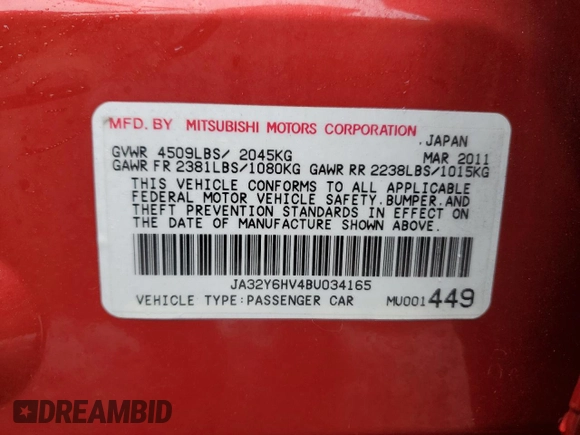 MFD. BY MITSUBISHI MOTORS CORPORATION
, JAPAN
GVWR 4509LBS/ 2045KG MAR 2011
GAWR FR 2381LBS/1080KG GAWR RR 2238LBS/1015KG
THIS VEHICLE CONFORMS TO ALL APPLICABLE
FEDERAL MOTOR VEHICLE SAFETY, BUMPER, AND
THEFT PREVENTION STANDARDS IN EFFECT ON
THE DATE OF MANUFACTURE SHOWN ABOVE.
JA32Y6HV4BU034165
VEHICLE TYPE:PASSENGER CAR MU001449
DREAMBID